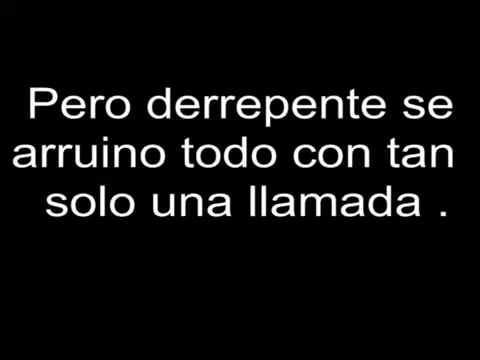 Pero derrepente se
arruino todo con tan
solo una llamada .